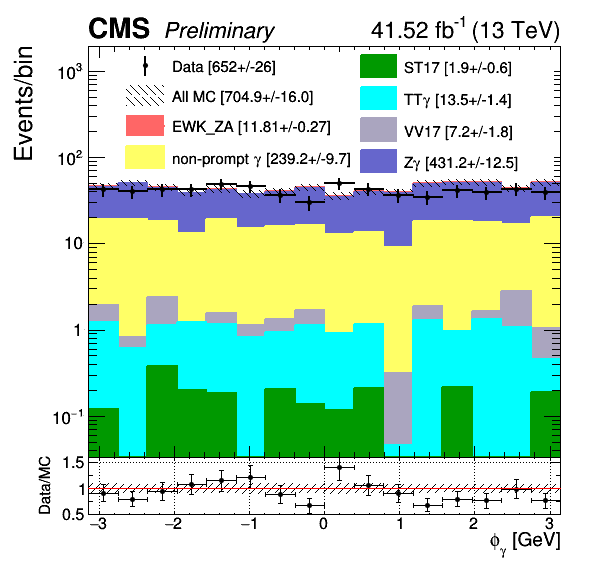 CMS Preliminary 41.52 fb⁻¹ (13 TeV)
Events/bin
10³
10²
10
1
10⁻¹
Data [652+/-26]
All MC [704.9+/-16.0]
EWK_ZA [11.81+/-0.27]
non-prompt γ [239.2+/-9.7]
ST17 [1.9+/-0.6]
TTγ [13.5+/-1.4]
VV17 [7.2+/-1.8]
Zγ [431.2+/-12.5]
Data/MC
1.5
1
0.5
−3 −2 −1 0 1 2 3
ϕγ [GeV]